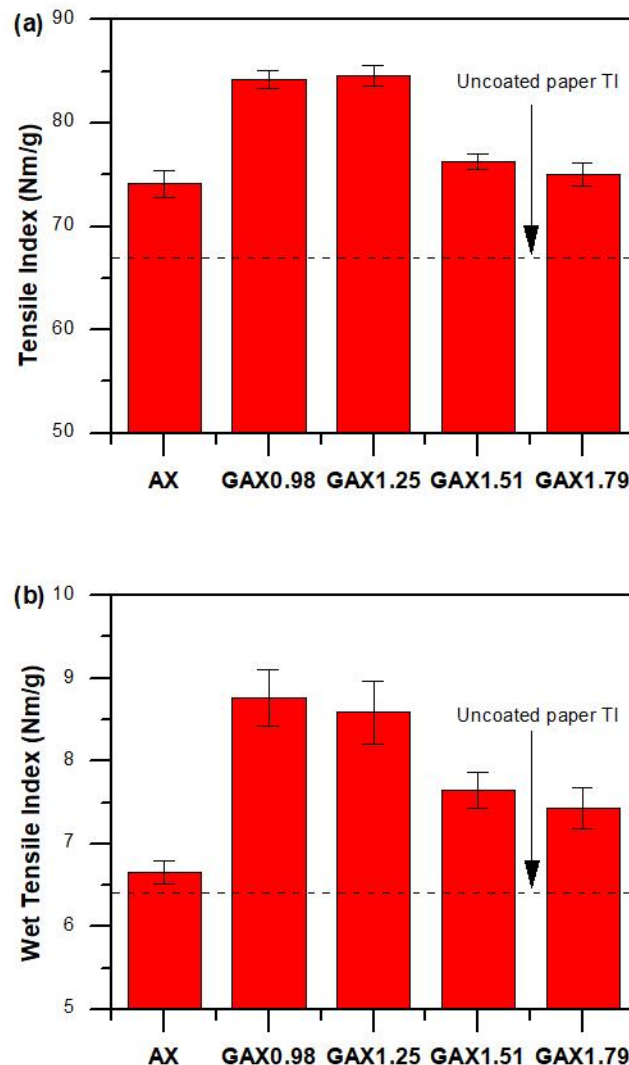 (a)
Tensile Index (Nm/g)
90
80
70
60
50
Uncoated paper TI
AX GAX0.98 GAX1.25 GAX1.51 GAX1.79
(b)
Wet Tensile Index (Nm/g)
10
9
8
7
6
5
Uncoated paper TI
AX GAX0.98 GAX1.25 GAX1.51 GAX1.79